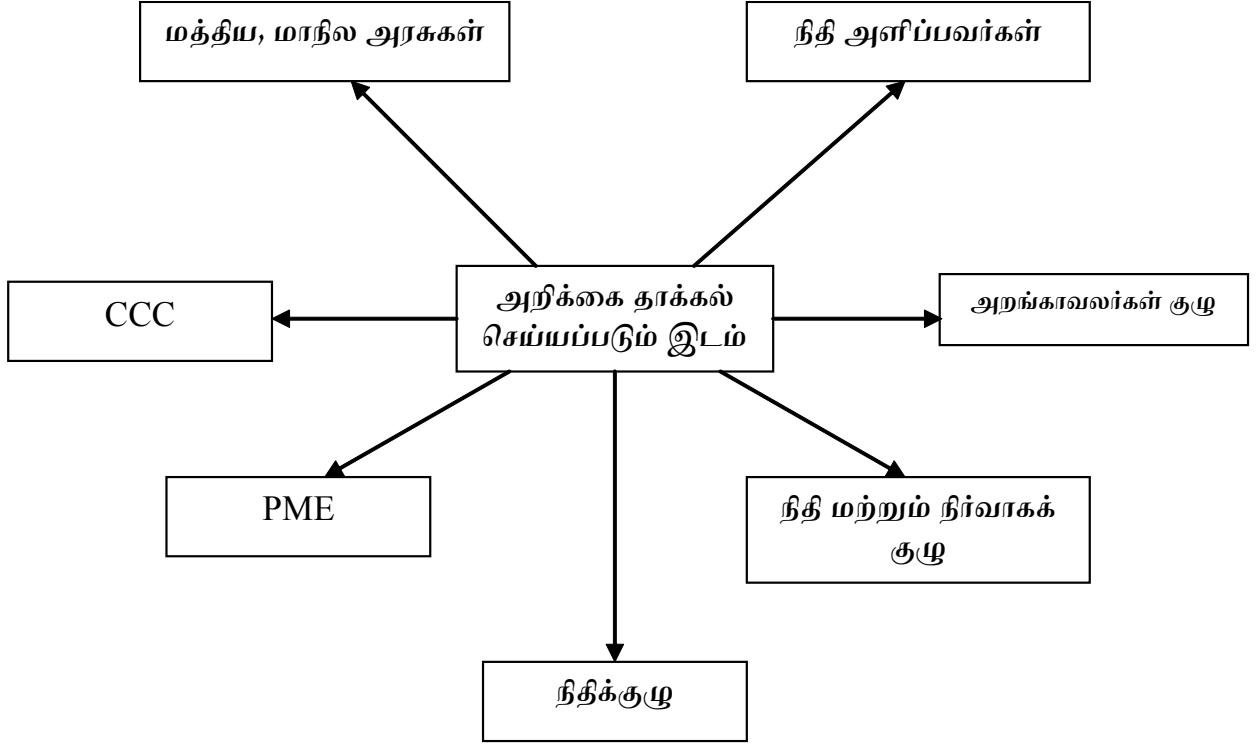 மத்திய, மாநில அரசுகள்
நிதி அளிப்பவர்கள்
CCC
அறிக்கை தாக்கல்
செய்யப்படும் இடம்
அறங்காவலர்கள் குழு
PME
நிதி மற்றும் நிர்வாகக்
குழு
நிதிக்குழு